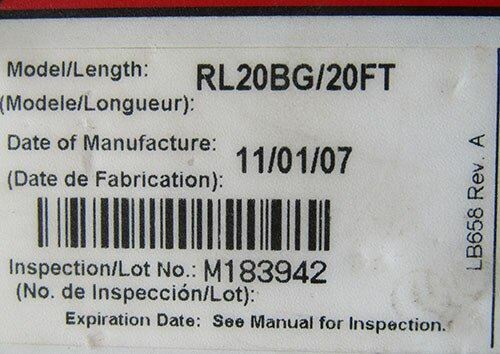 Model/Length: RL20BG/20FT
(Modele/Longueur):
Date of Manufacture: 11/01/07
(Date de Fabrication):
Inspection/Lot No.: M183942
(No. de Inspección/Lot):
Expiration Date: See Manual for Inspection.
LB658 Rev. A